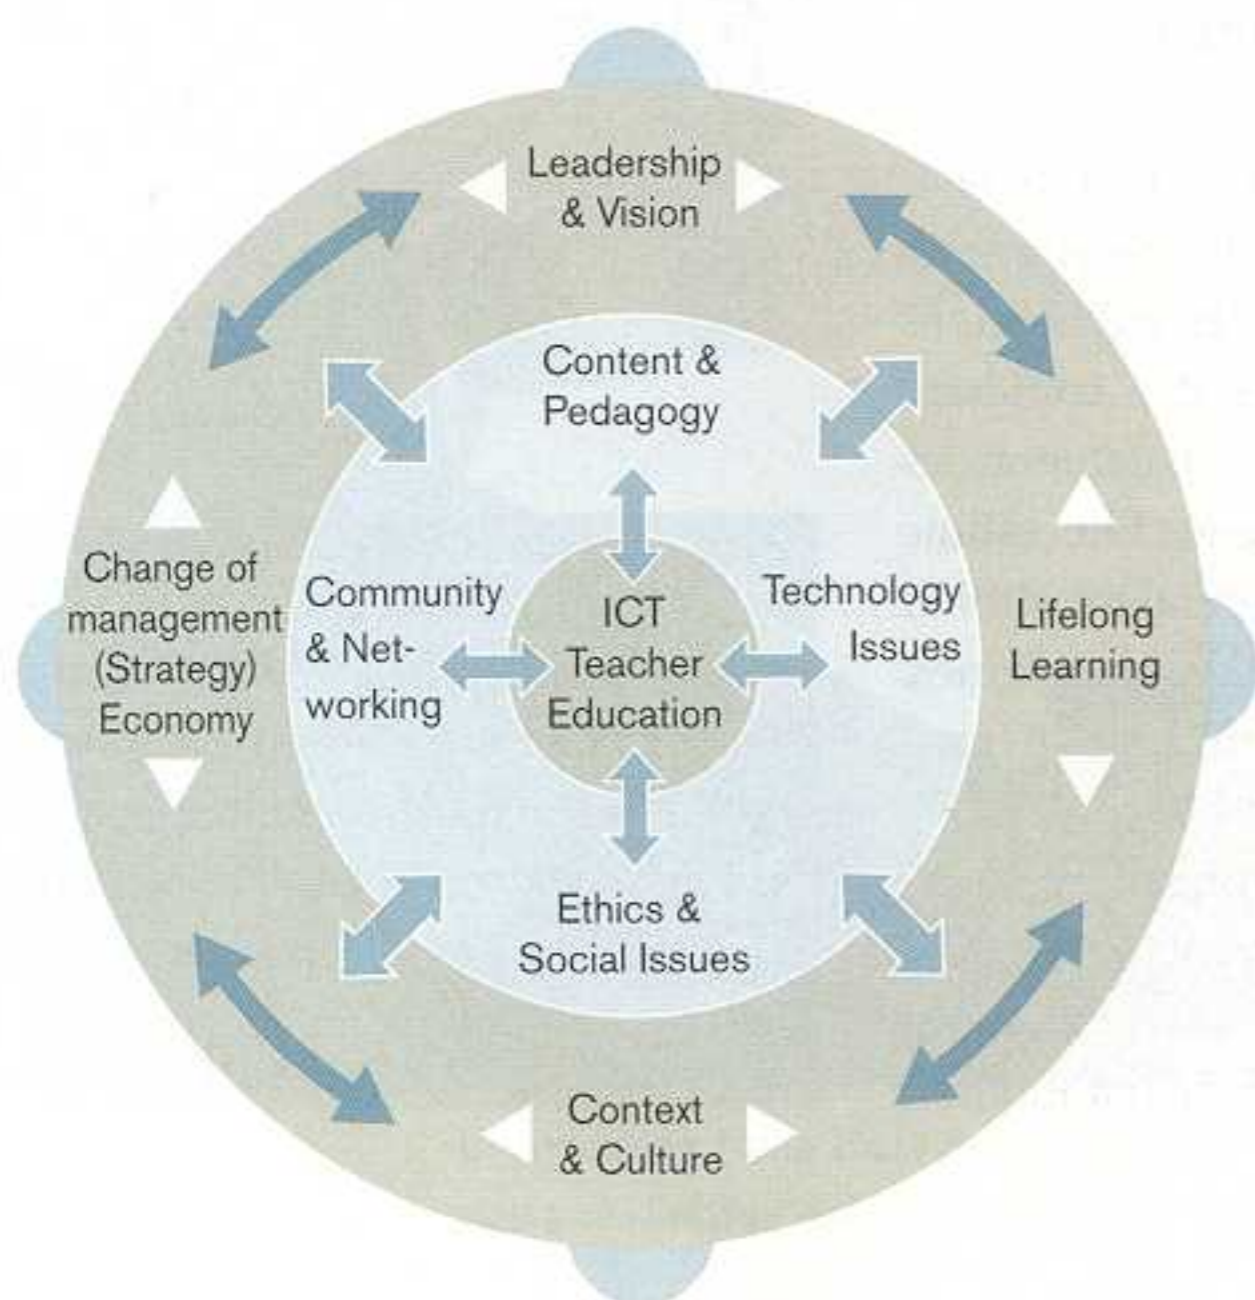 Leadership
& Vision
Content &
Pedagogy
Change of
management
(Strategy)
Economy
Community
& Net-
working
ICT
Teacher
Education
Technology
Issues
Lifelong
Learning
Ethics &
Social Issues
Context
& Culture